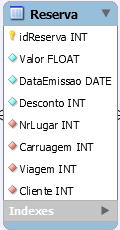 Reserva
idReserva INT
Valor FLOAT
DataEmissao DATE
Desconto INT
NrLugar INT
Carruagem INT
Viagem INT
Cliente INT
Indexes